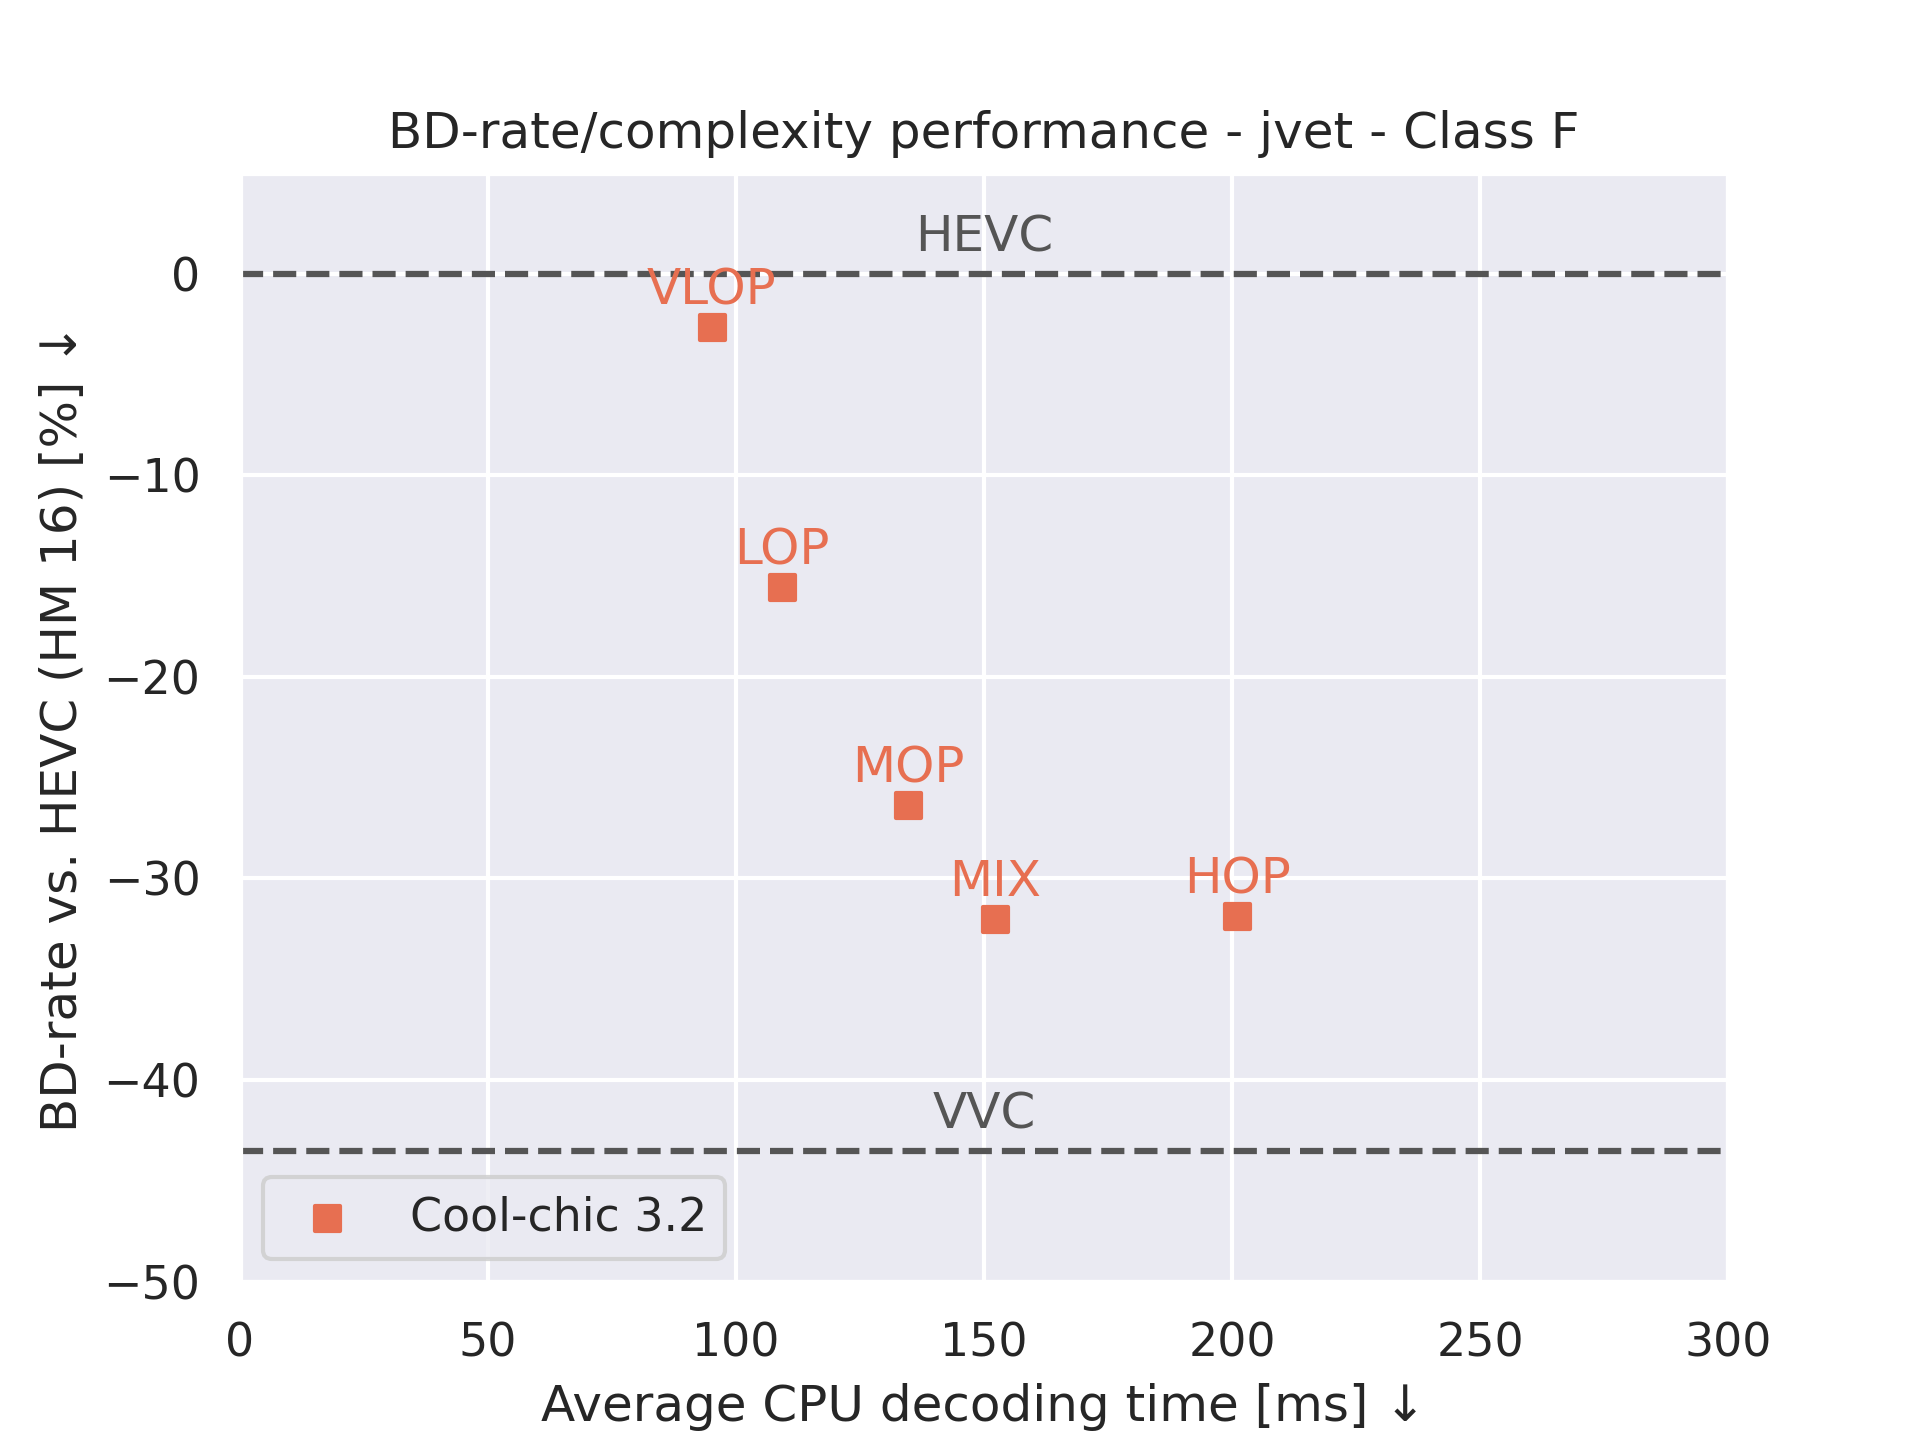 BD-rate/complexity performance - jvet - Class F
BD-rate vs. HEVC (HM 16) [%] ↓
0
−10
−20
−30
−40
−50
HEVC
VLOP
LOP
MOP
MIX
HOP
VVC
Cool-chic 3.2
0 50 100 150 200 250 300
Average CPU decoding time [ms] ↓